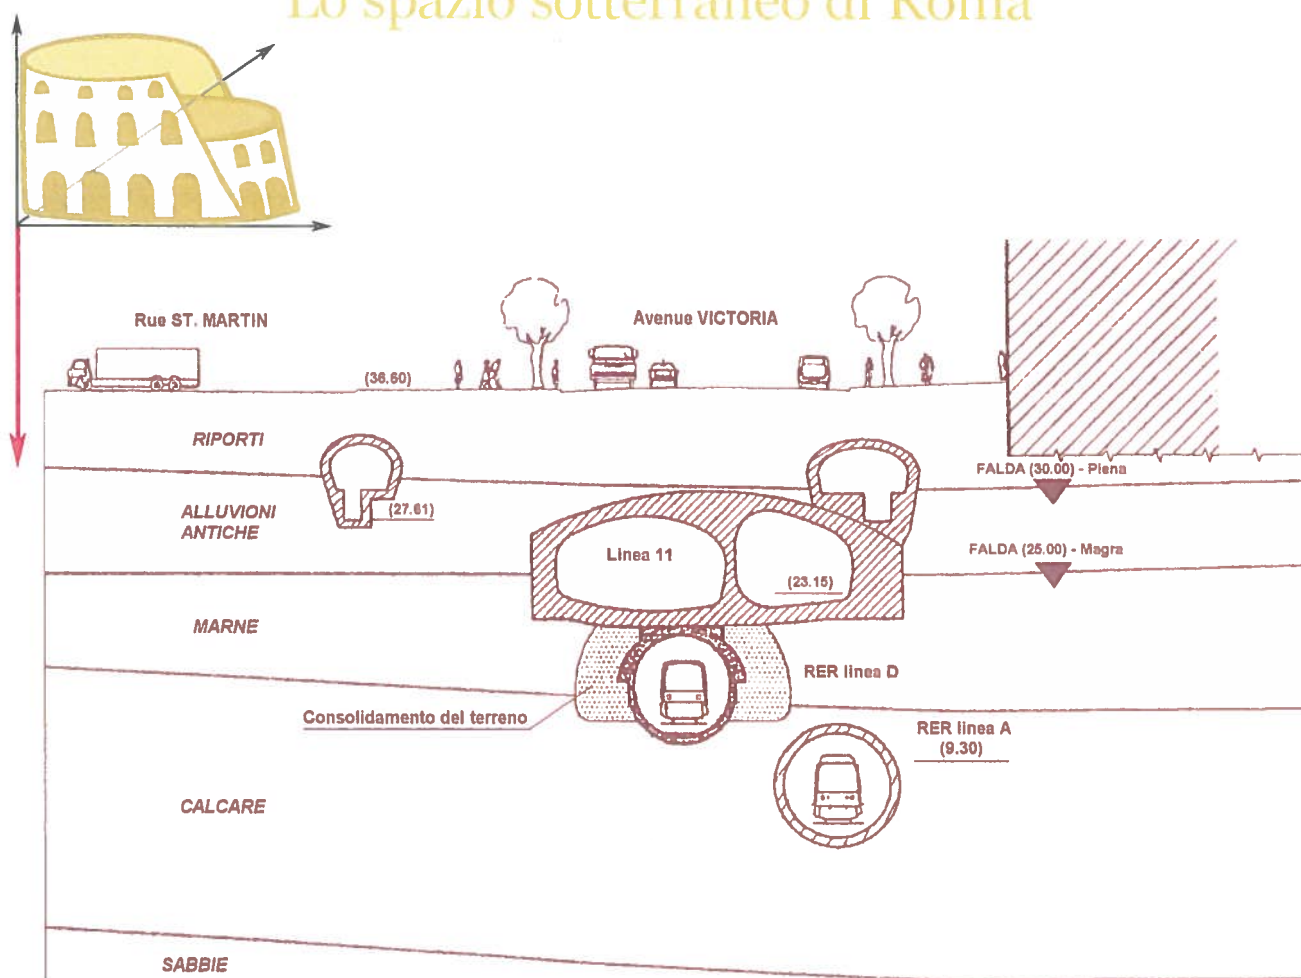 Lo spazio sotterraneo di Roma
Rue ST. MARTIN
Avenue VICTORIA
(36.60)
RIPORTI
FALDA (30.00) - Piena
ALLUVIONI
ANTICHE
(27.61)
Linea 11
FALDA (25.00) - Magra
(23.15)
MARNE
RER linea D
Consolidamento del terreno
RER linea A
(9.30)
CALCARE
SABBIE